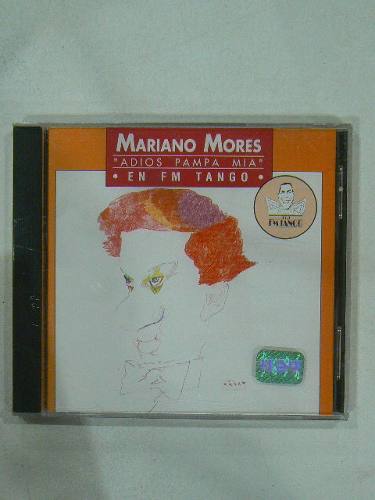 MARIANO MORES
"ADIOS PAMPA MIA"
• EN FM TANGO •
FM TANGO